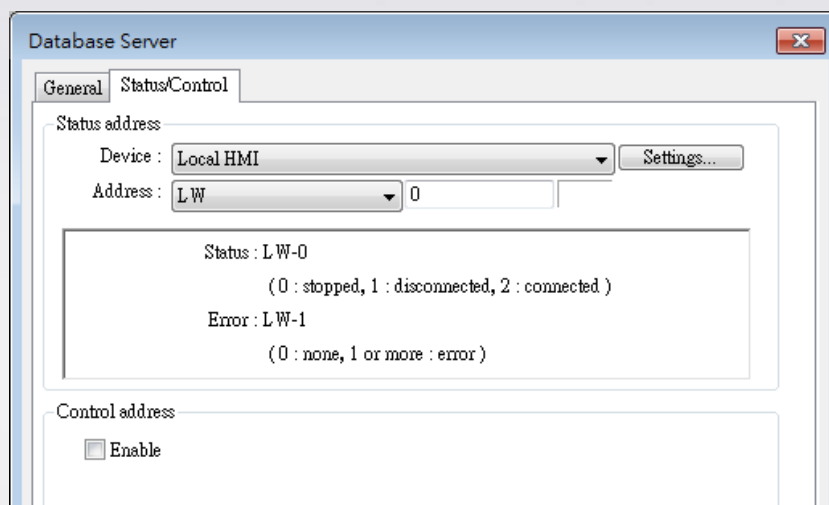 Database Server
General Status/Control
Status address
Device : Local HMI Settings...
Address : LW 0
Status : LW-0
( 0 : stopped, 1 : disconnected, 2 : connected )
Error : LW-1
( 0 : none, 1 or more : error )
Control address
Enable